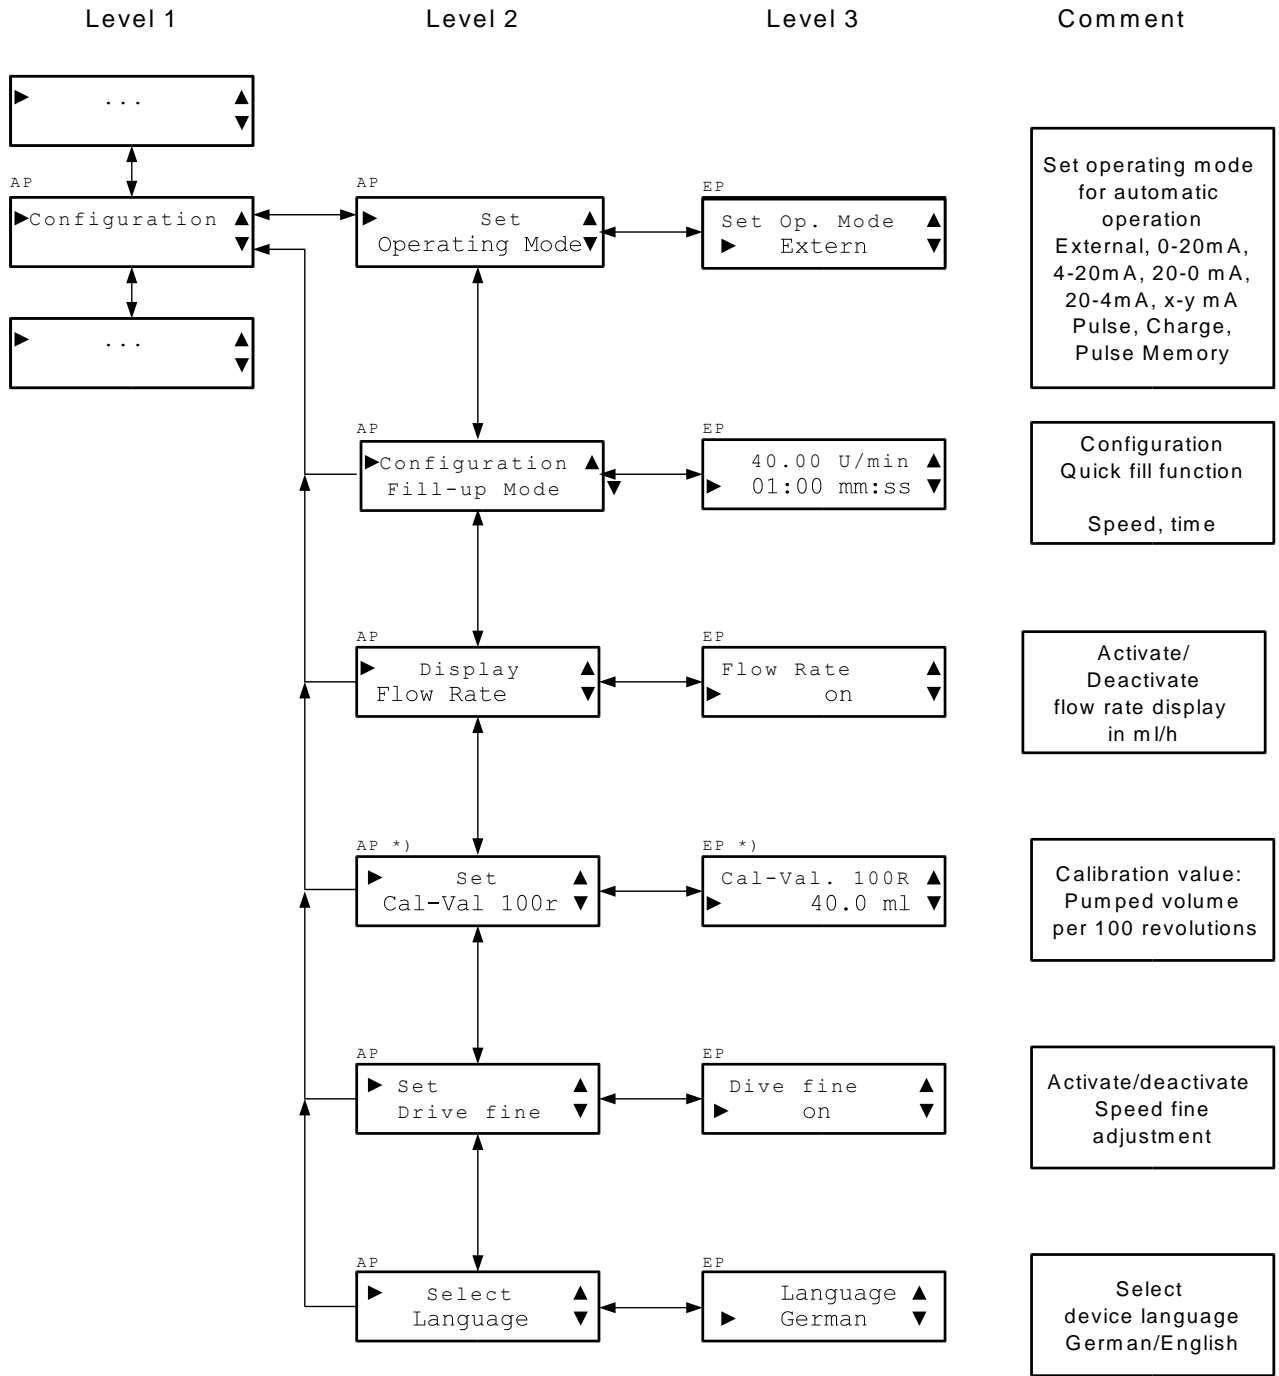 Level 1 Level 2 Level 3 Comment
...
AP
Configuration
...
AP
Set
Operating Mode
EP
Set Op. Mode
Extern
Set operating mode
for automatic
operation
External, 0-20mA,
4-20mA, 20-0 mA,
20-4mA, x-y mA
Pulse, Charge,
Pulse Memory
AP
Configuration
Fill-up Mode
EP
40.00 U/min
01:00 mm:ss
Configuration
Quick fill function
Speed, time
AP
Display
Flow Rate
EP
Flow Rate
on
Activate/
Deactivate
flow rate display
in ml/h
AP *)
Set
Cal-Val 100r
EP *)
Cal-Val. 100R
40.0 ml
Calibration value:
Pumped volume
per 100 revolutions
AP
Set
Drive fine
EP
Dive fine
on
Activate/deactivate
Speed fine
adjustment
AP
Select
Language
EP
Language
German
Select
device language
German/English